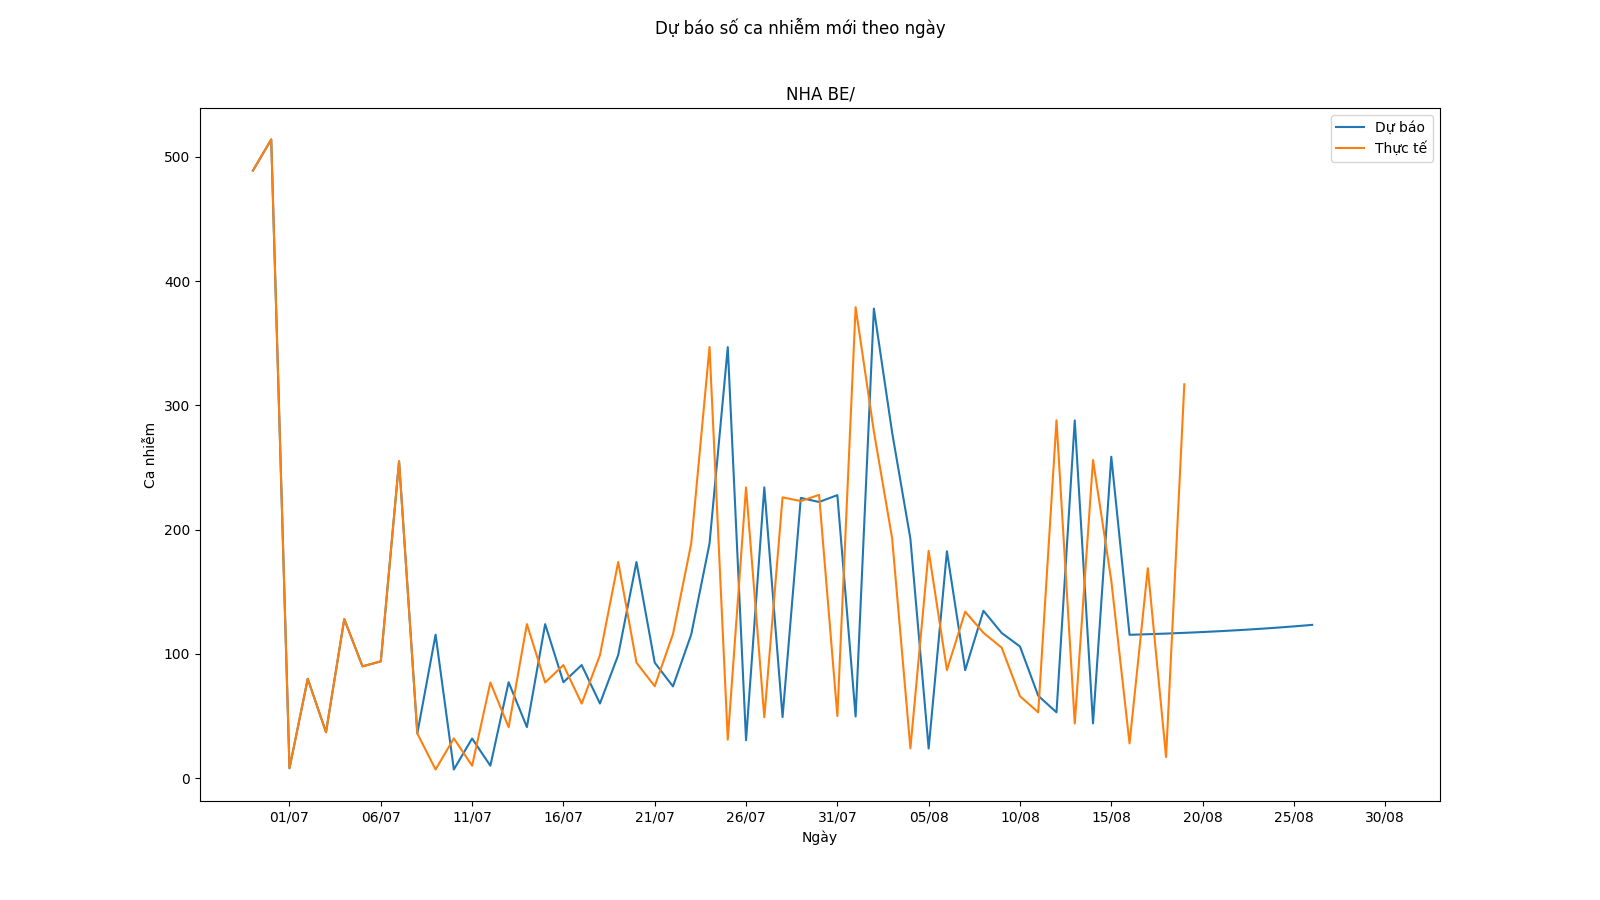 Dự báo số ca nhiễm mới theo ngày
NHA BE/
Dự báo
Thực tế
500
400
300
200
100
0
Ca nhiễm
01/07 06/07 11/07 16/07 21/07 26/07 31/07 05/08 10/08 15/08 20/08 25/08 30/08
Ngày